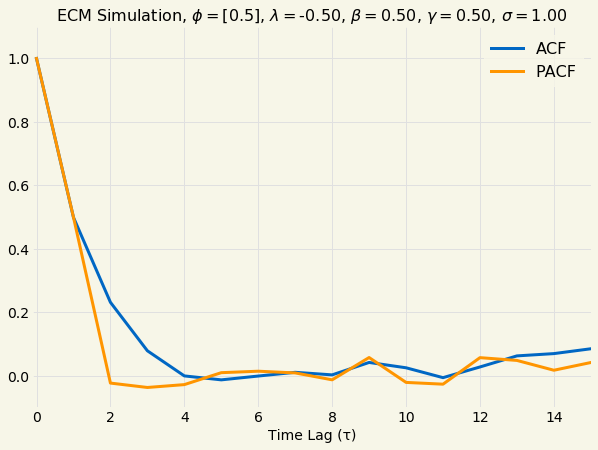 ECM Simulation, ϕ = [0.5], λ = -0.50, β = 0.50, γ = 0.50, σ = 1.00
ACF
PACF
1.0
0.8
0.6
0.4
0.2
0.0
0 2 4 6 8 10 12 14
Time Lag (τ)